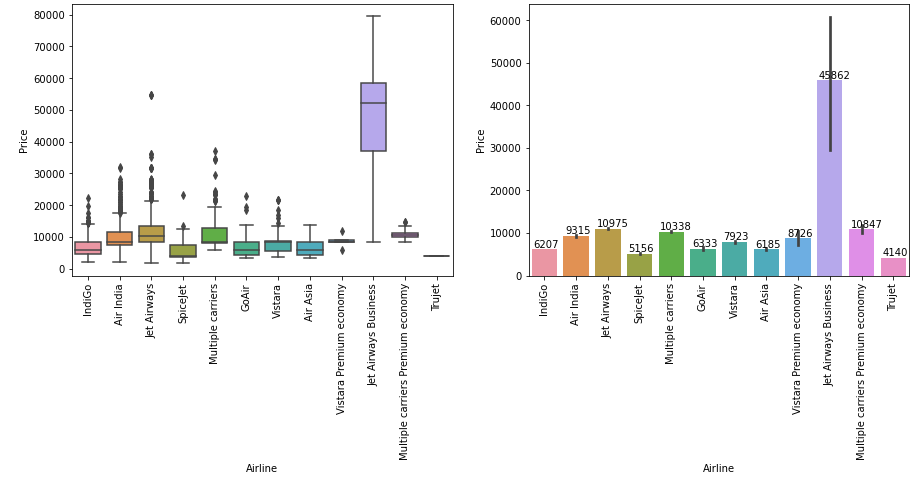 80000
70000
60000
50000
40000
30000
20000
10000
0
Price
IndiGo
Air India
Jet Airways
SpiceJet
Multiple carriers
GoAir
Vistara
Air Asia
Vistara Premium economy
Jet Airways Business
Multiple carriers Premium economy
Trujet
Airline
60000
50000
40000
30000
20000
10000
0
Price
6207
9315
10975
5156
10338
6333
7923
6185
8726
45862
10847
4140
IndiGo
Air India
Jet Airways
SpiceJet
Multiple carriers
GoAir
Vistara
Air Asia
Vistara Premium economy
Jet Airways Business
Multiple carriers Premium economy
Trujet
Airline